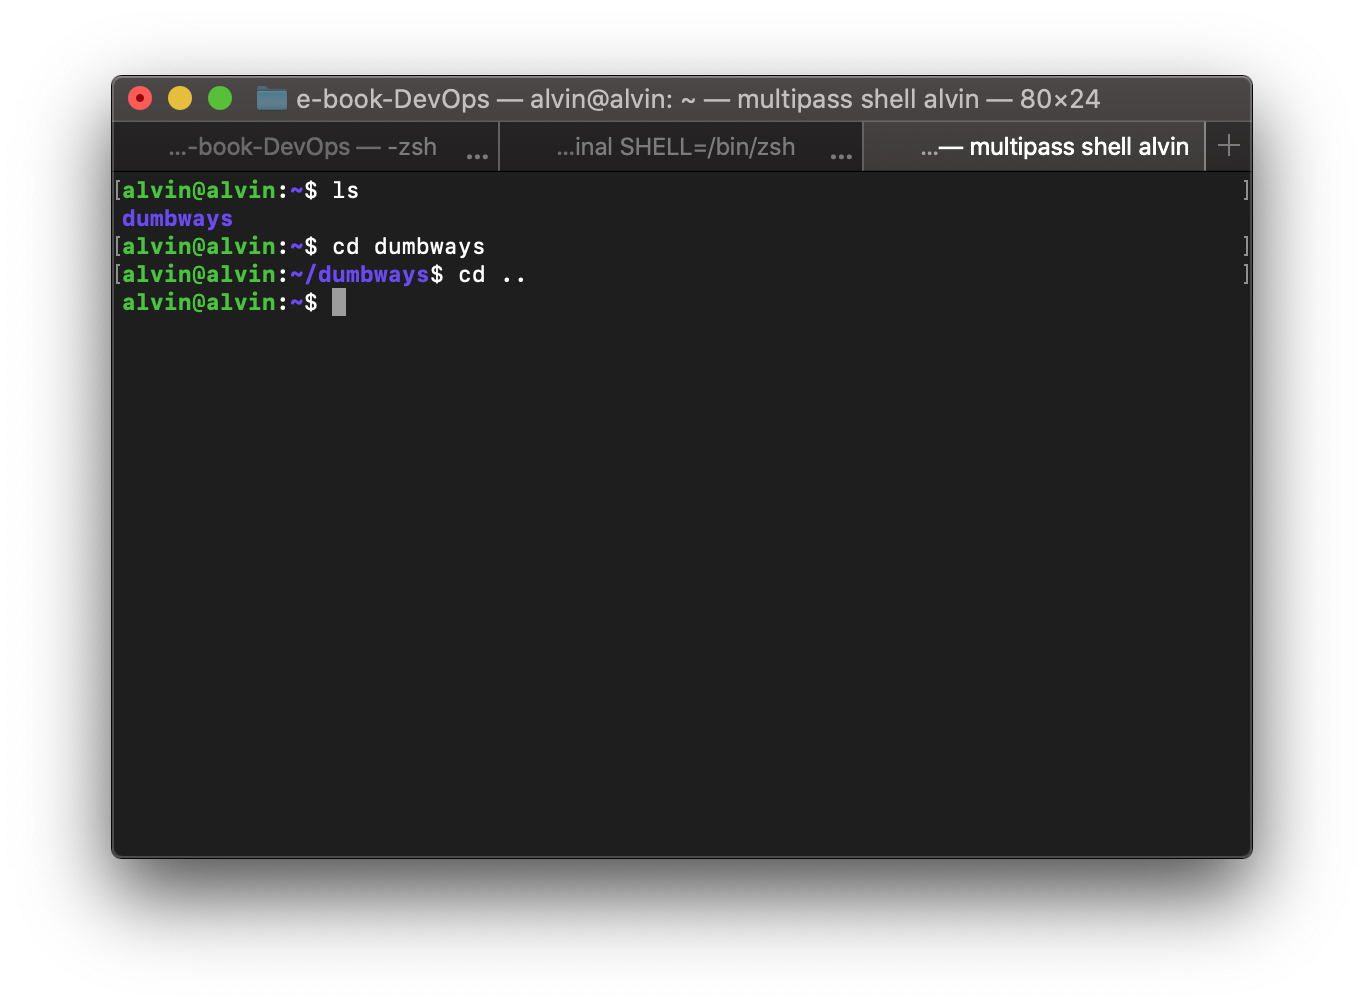 e-book-DevOps — alvin@alvin: ~ — multipass shell alvin — 80×24
...-book-DevOps — -zsh ...
...inal SHELL=/bin/zsh ...
...— multipass shell alvin +
[alvin@alvin:~$ ls ]
dumbways
[alvin@alvin:~$ cd dumbways ]
[alvin@alvin:~/dumbways$ cd .. ]
alvin@alvin:~$